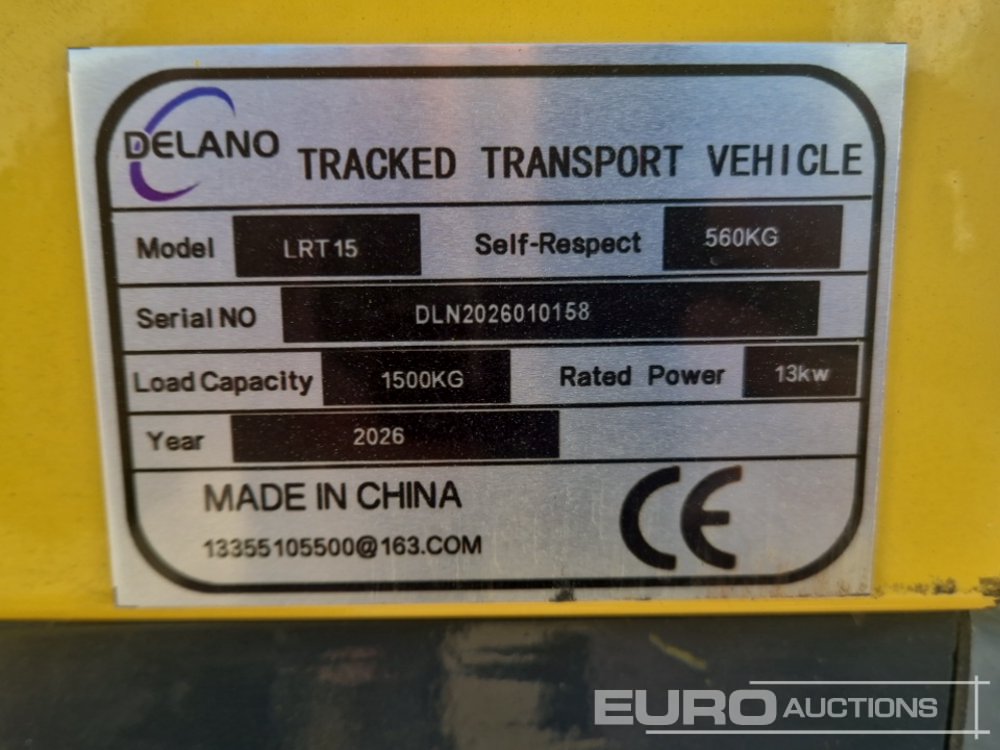 DELANO TRACKED TRANSPORT VEHICLE
Model LRT15 Self-Respect 560KG
Serial NO DLN2026010158
Load Capacity 1500KG Rated Power 13kw
Year 2026
MADE IN CHINA
13355105500@163.COM
CE
EURO AUCTIONS